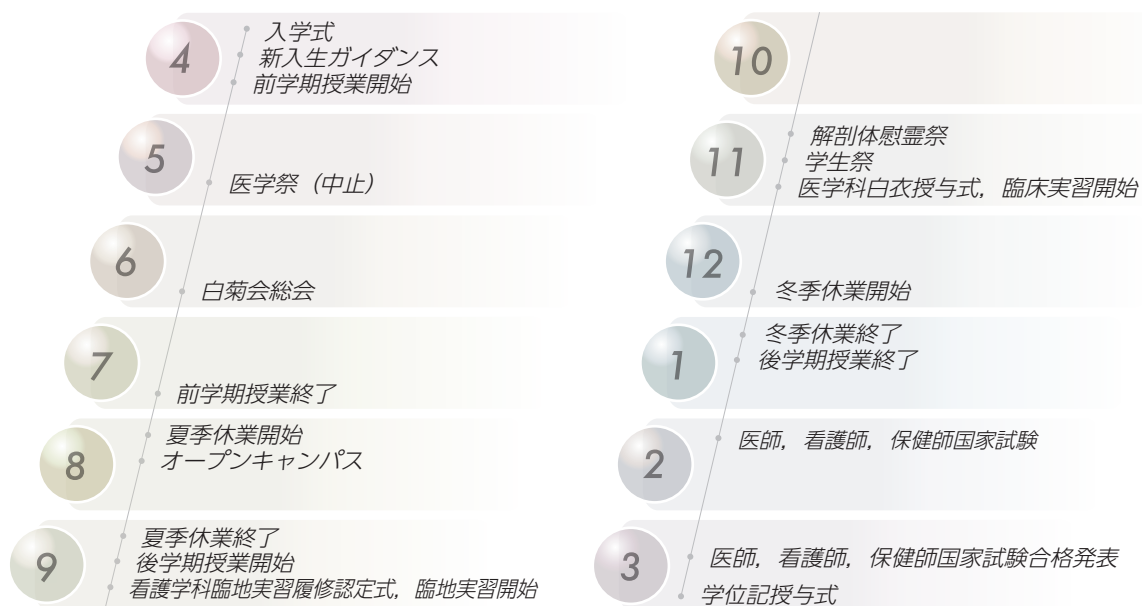 4
入学式
新入生ガイダンス
前学期授業開始
5
医学祭（中止）
6
白菊会総会
7
前学期授業終了
8
夏季休業開始
オープンキャンパス
9
夏季休業終了
後学期授業開始
看護学科臨地実習履修認定式，臨地実習開始
10
11
解剖体慰霊祭
学生祭
医学科白衣授与式，臨床実習開始
12
冬季休業開始
1
冬季休業終了
後学期授業終了
2
医師，看護師，保健師国家試験
3
医師，看護師，保健師国家試験合格発表
学位記授与式